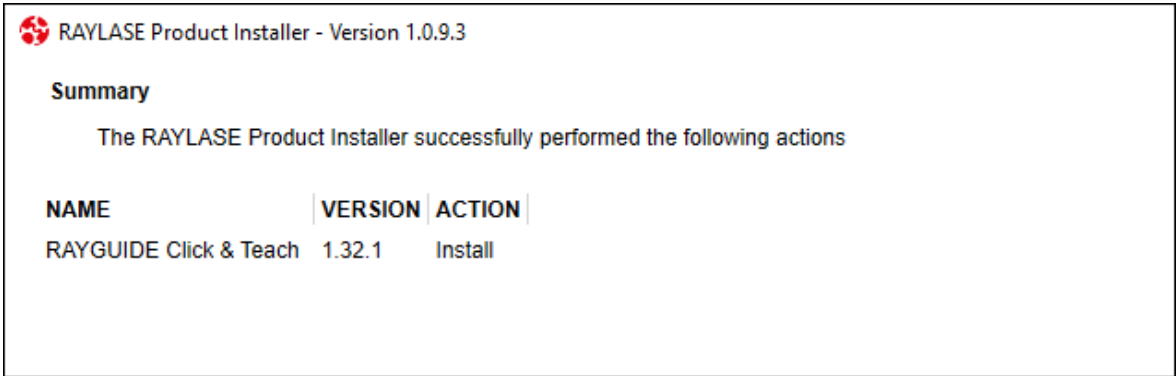 RAYLASE Product Installer - Version 1.0.9.3
Summary
The RAYLASE Product Installer successfully performed the following actions
NAME VERSION ACTION
RAYGUIDE Click & Teach 1.32.1 Install